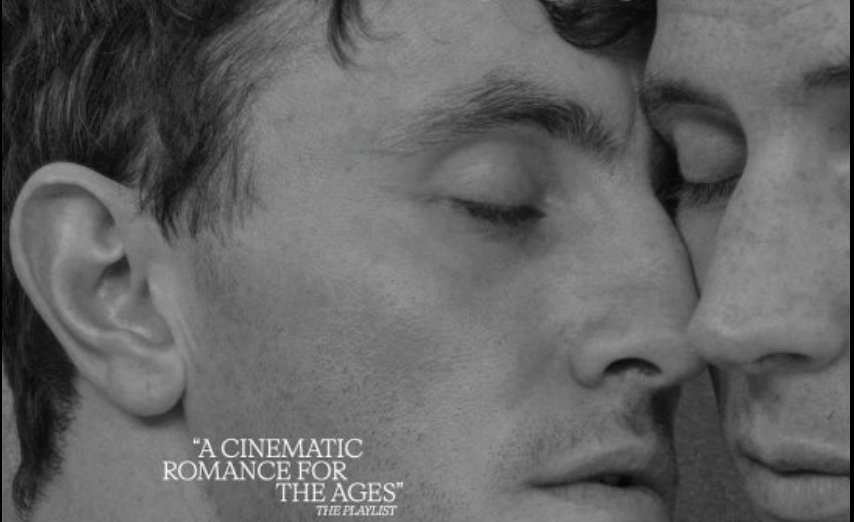 “A CINEMATIC
ROMANCE FOR
THE AGES”
THE PLAYLIST